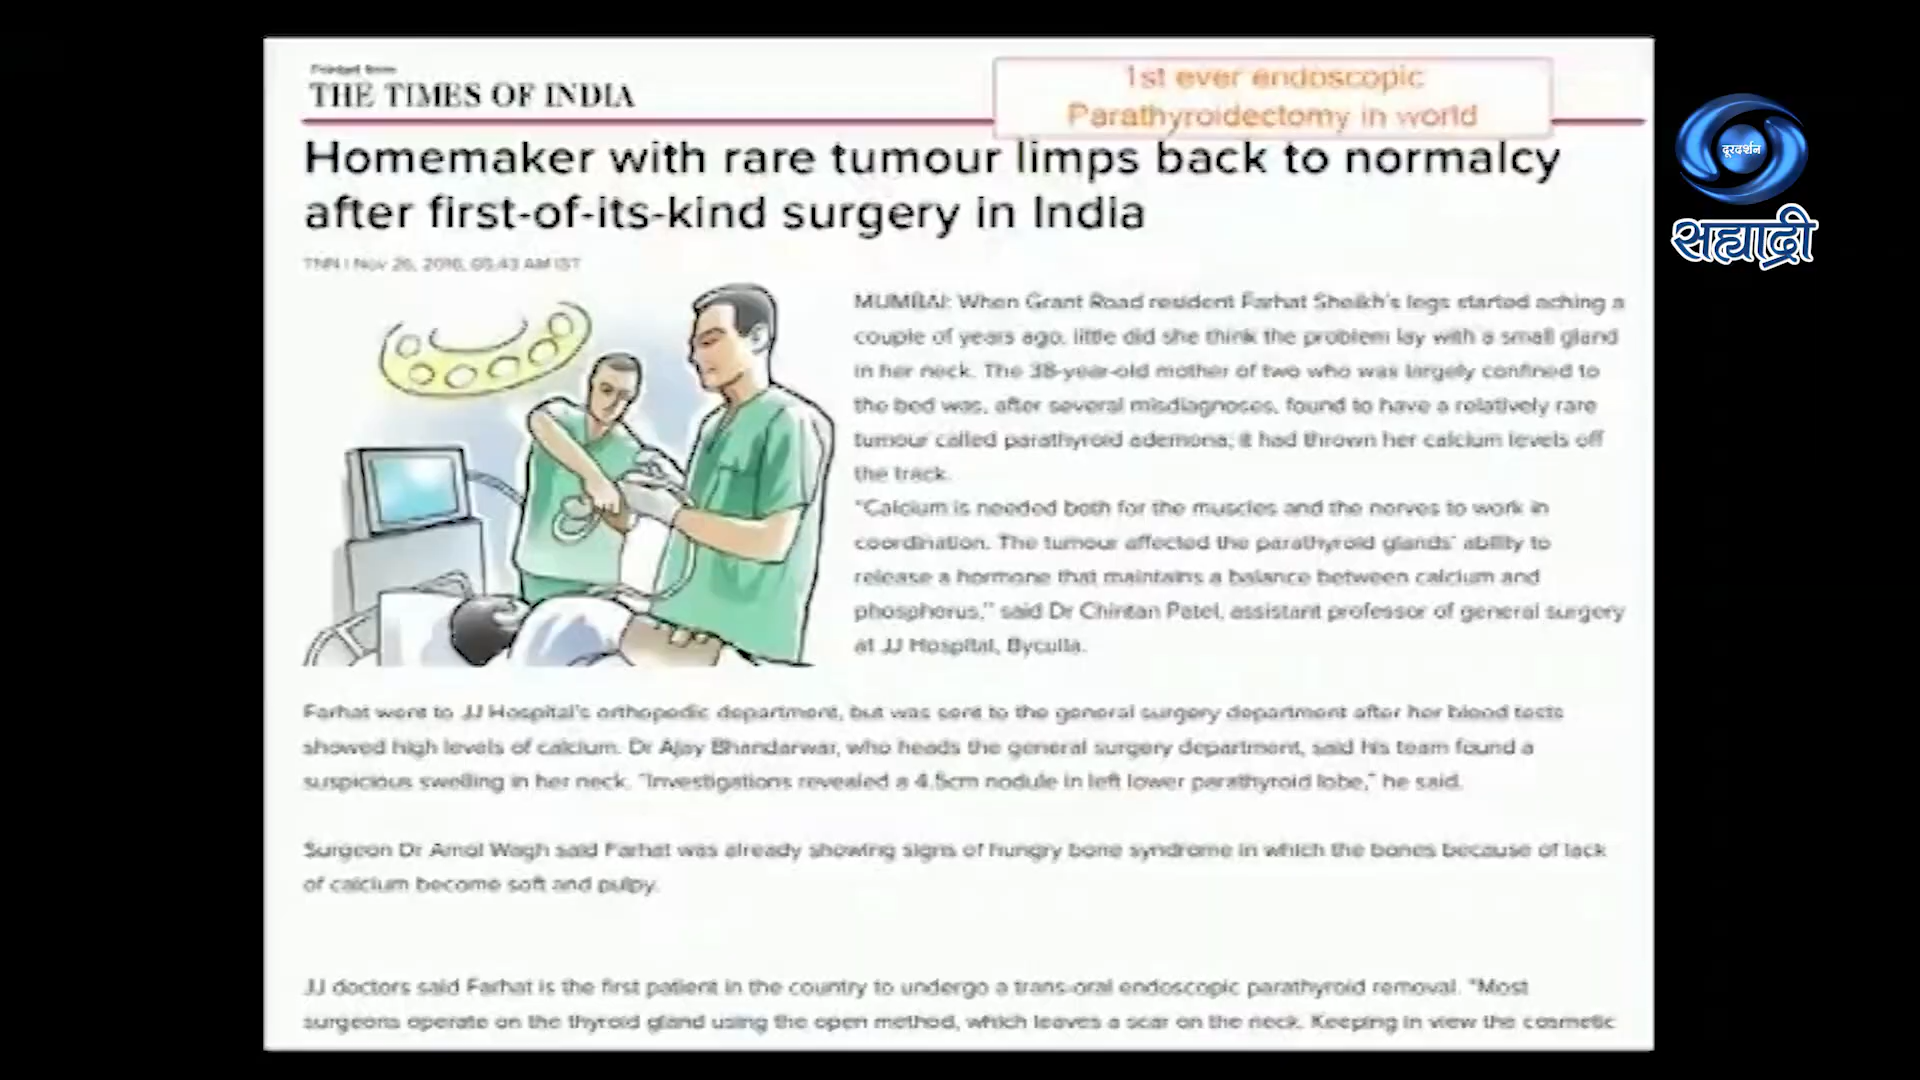 Printed from
THE TIMES OF INDIA
1st ever endoscopic
Parathyroidectomy in world
Homemaker with rare tumour limps back to normalcy
after first-of-its-kind surgery in India
TNN | Nov 26, 2016, 05.43 AM IST
MUMBAI: When Grant Road resident Farhat Sheikh's legs started aching a
couple of years ago, little did she think the problem lay with a small gland
in her neck. The 38-year-old mother of two who was largely confined to
the bed was, after several misdiagnoses, found to have a relatively rare
tumour called parathyroid ademona; it had thrown her calcium levels off
the track.
"Calcium is needed both for the muscles and the nerves to work in
coordination. The tumour affected the parathyroid glands' ability to
release a hormone that maintains a balance between calcium and
phosphorus," said Dr Chintan Patel, assistant professor of general surgery
at JJ Hospital, Byculla.
Farhat went to JJ Hospital's orthopedic department, but was sent to the general surgery department after her blood tests
showed high levels of calcium. Dr Ajay Bhandarwar, who heads the general surgery department, said his team found a
suspicious swelling in her neck. "Investigations revealed a 4.5cm nodule in left lower parathyroid lobe," he said.
Surgeon Dr Amol Wagh said Farhat was already showing signs of hungry bone syndrome in which the bones because of lack
of calcium become soft and pulpy.
JJ doctors said Farhat is the first patient in the country to undergo a trans-oral endoscopic parathyroid removal. "Most
surgeons operate on the thyroid gland using the open method, which leaves a scar on the neck. Keeping in view the cosmetic
दूरदर्शन
सह्याद्री